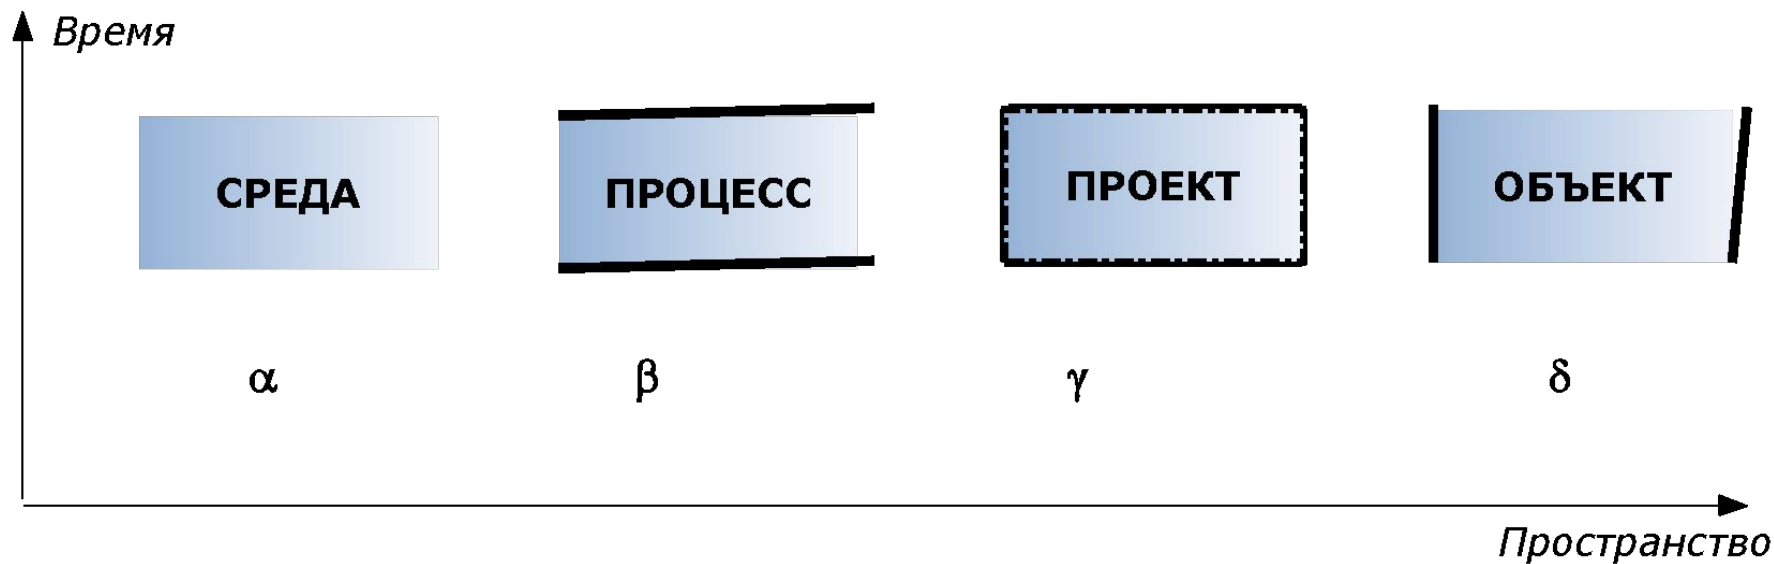 Время
СРЕДА
ПРОЦЕСС
ПРОЕКТ
ОБЪЕКТ
α
β
γ
δ
Пространство